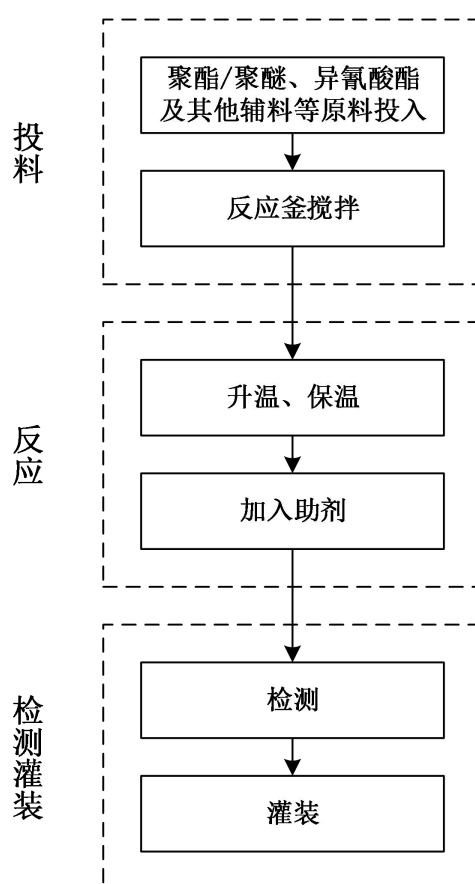 投料
聚酯/聚醚、异氰酸酯
及其他辅料等原料投入
反应釜搅拌
反应
升温、保温
加入助剂
检测灌装
检测
灌装